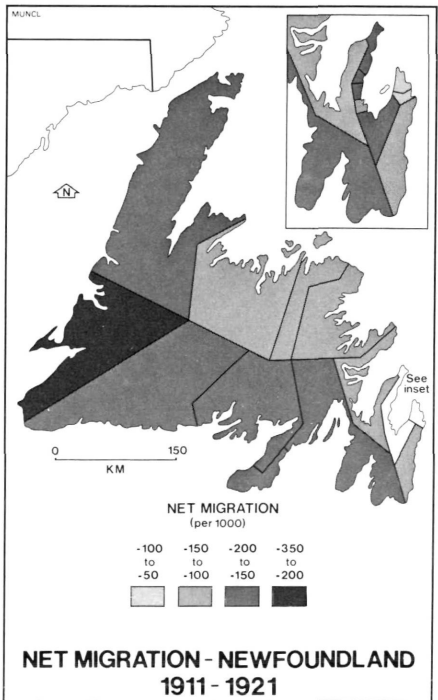 MUNCL
N
See
inset
0 150
KM
NET MIGRATION
(per 1000)
-100 -150 -200 -350
to to to to
-50 -100 -150 -200
NET MIGRATION - NEWFOUNDLAND
1911 - 1921